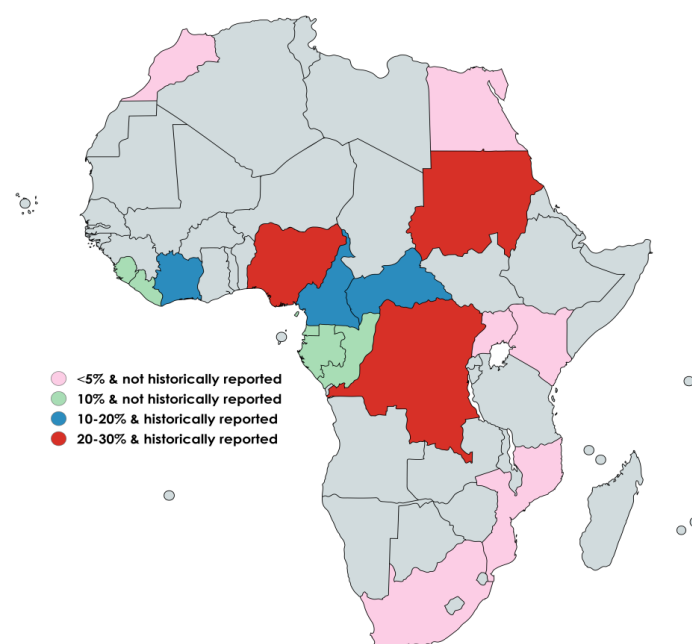 <5% & not historically reported
10% & not historically reported
10-20% & historically reported
20-30% & historically reported